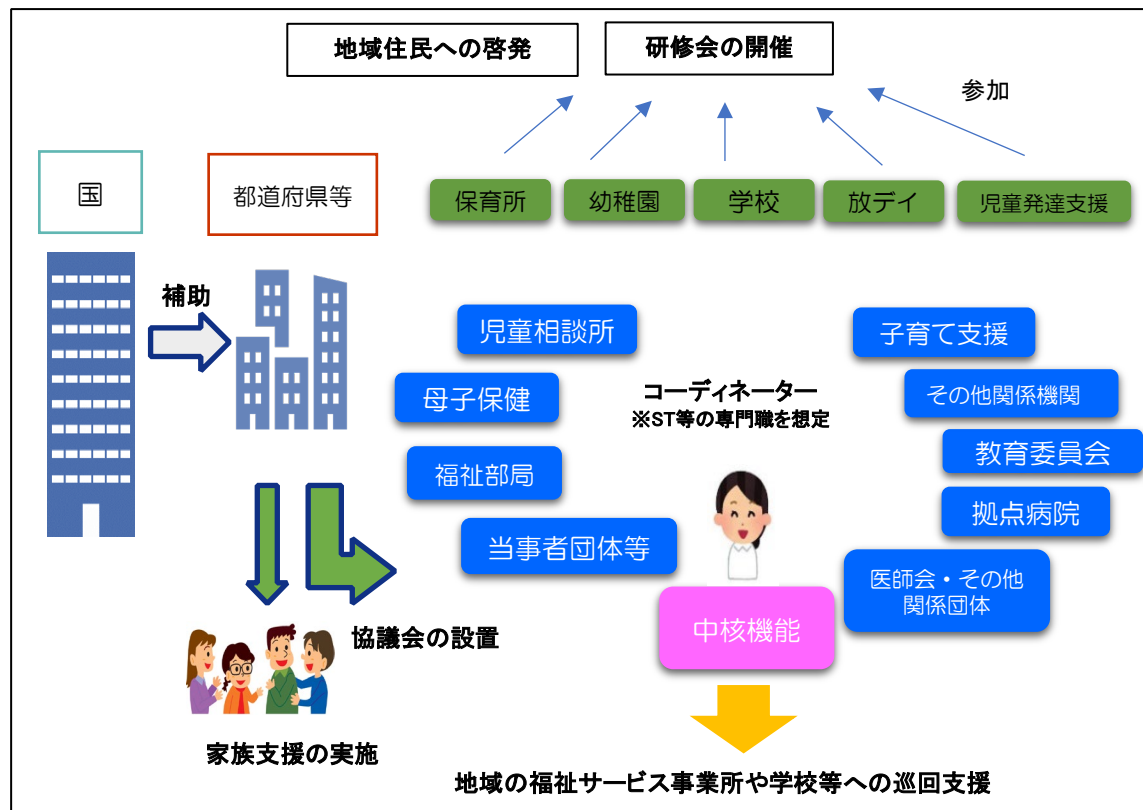 地域住民への啓発
研修会の開催
参加
国
都道府県等
保育所
幼稚園
学校
放デイ
児童発達支援
補助
児童相談所
子育て支援
母子保健
コーディネーター
※ST等の専門職を想定
その他関係機関
福祉部局
教育委員会
拠点病院
当事者団体等
医師会・その他
関係団体
中核機能
協議会の設置
家族支援の実施
地域の福祉サービス事業所や学校等への巡回支援